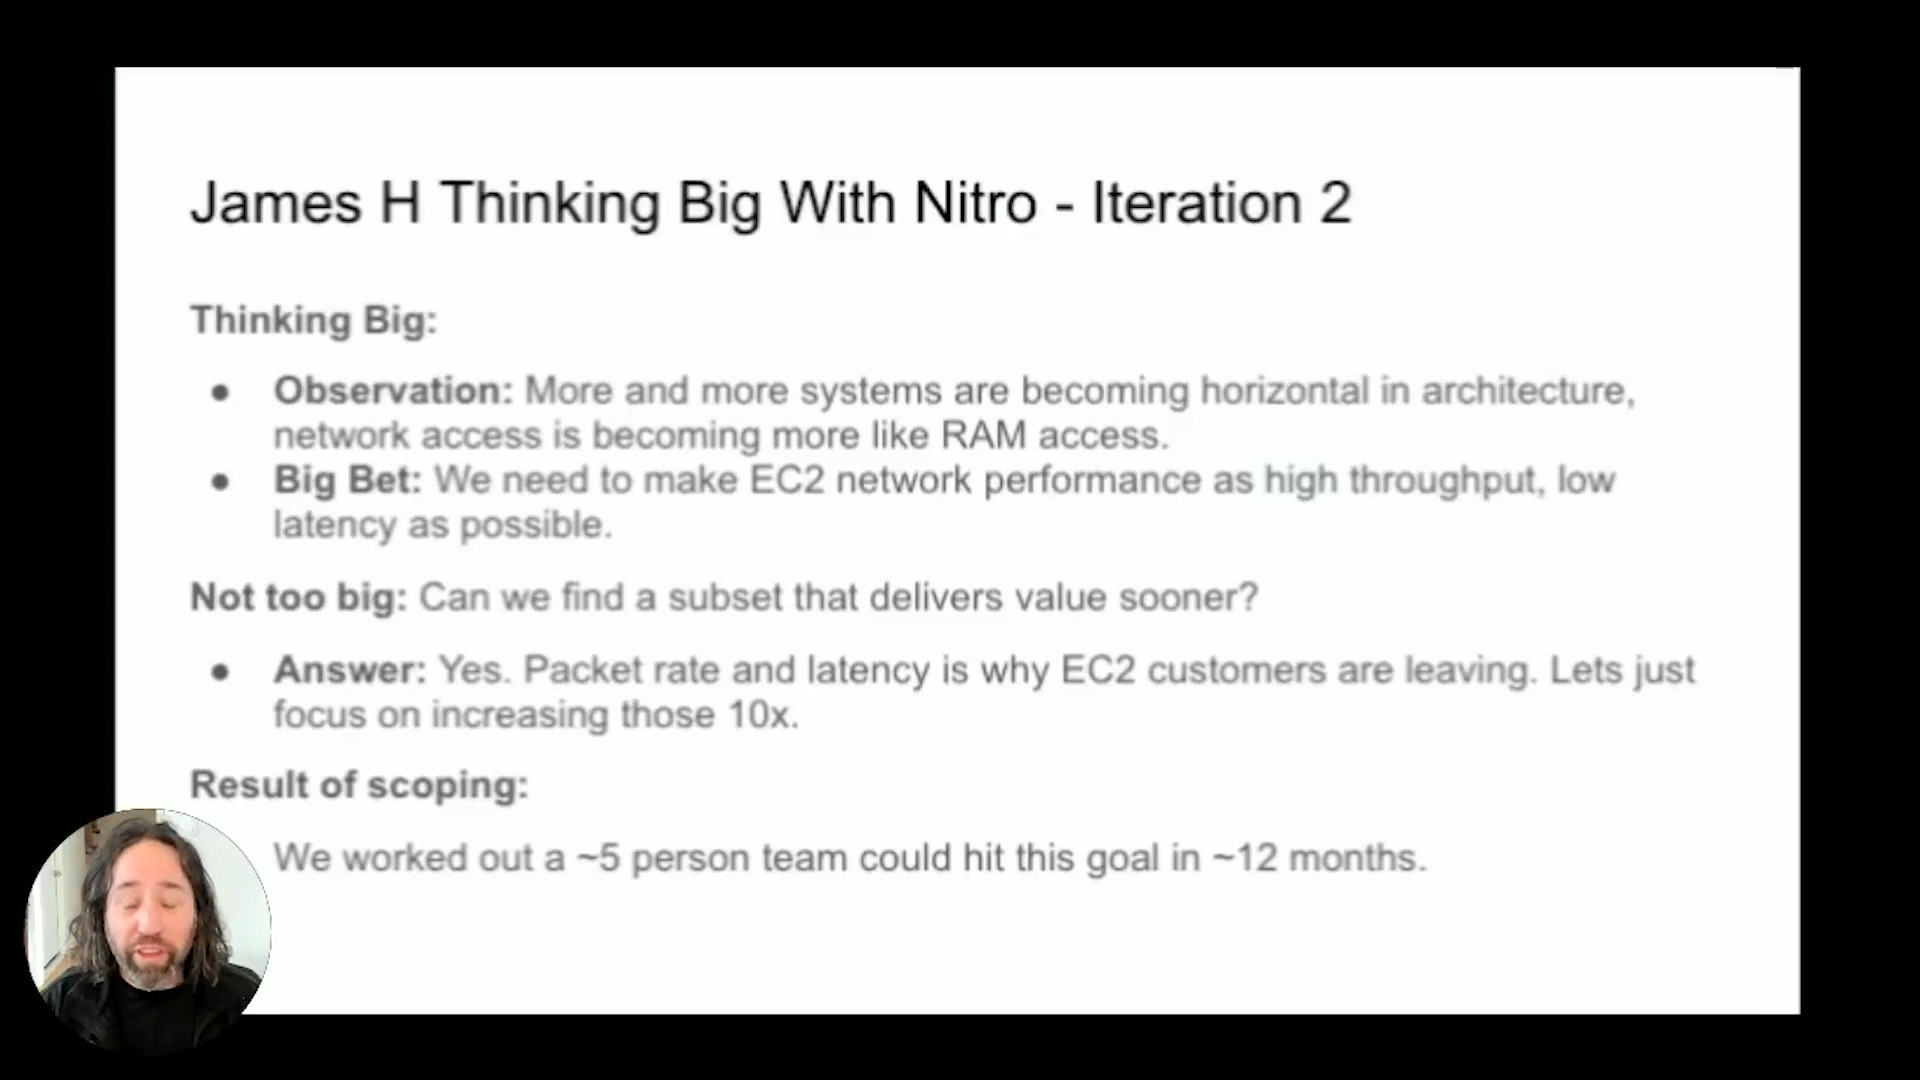 James H Thinking Big With Nitro - Iteration 2
Thinking Big:
● Observation: More and more systems are becoming horizontal in architecture,
network access is becoming more like RAM access.
● Big Bet: We need to make EC2 network performance as high throughput, low
latency as possible.
Not too big: Can we find a subset that delivers value sooner?
● Answer: Yes. Packet rate and latency is why EC2 customers are leaving. Lets just
focus on increasing those 10x.
Result of scoping:
We worked out a ~5 person team could hit this goal in ~12 months.